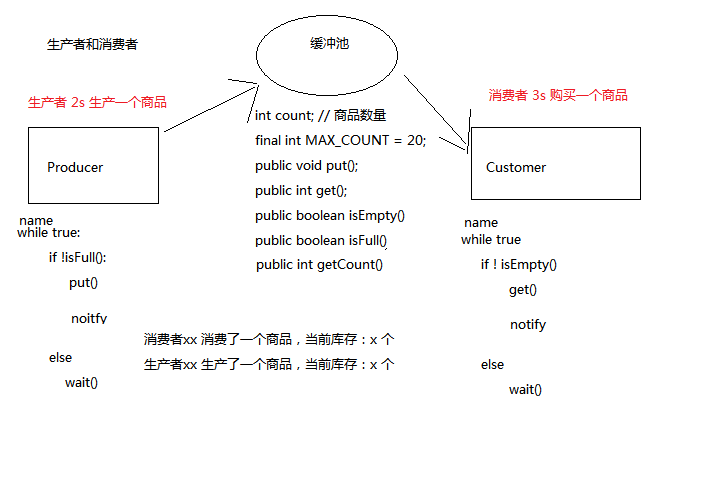 生产者和消费者
缓冲池
生产者 2s 生产一个商品
消费者 3s 购买一个商品
int count; // 商品数量
final int MAX_COUNT = 20;
public void put();
public int get();
public boolean isEmpty()
public boolean isFull()
public int getCount()
Producer
name
while true:
if !isFull():
put()
noitfy
else
wait()
Customer
name
while true
if ! isEmpty()
get()
notify
else
wait()
消费者xx 消费了一个商品，当前库存：x 个
生产者xx 生产了一个商品，当前库存：x 个